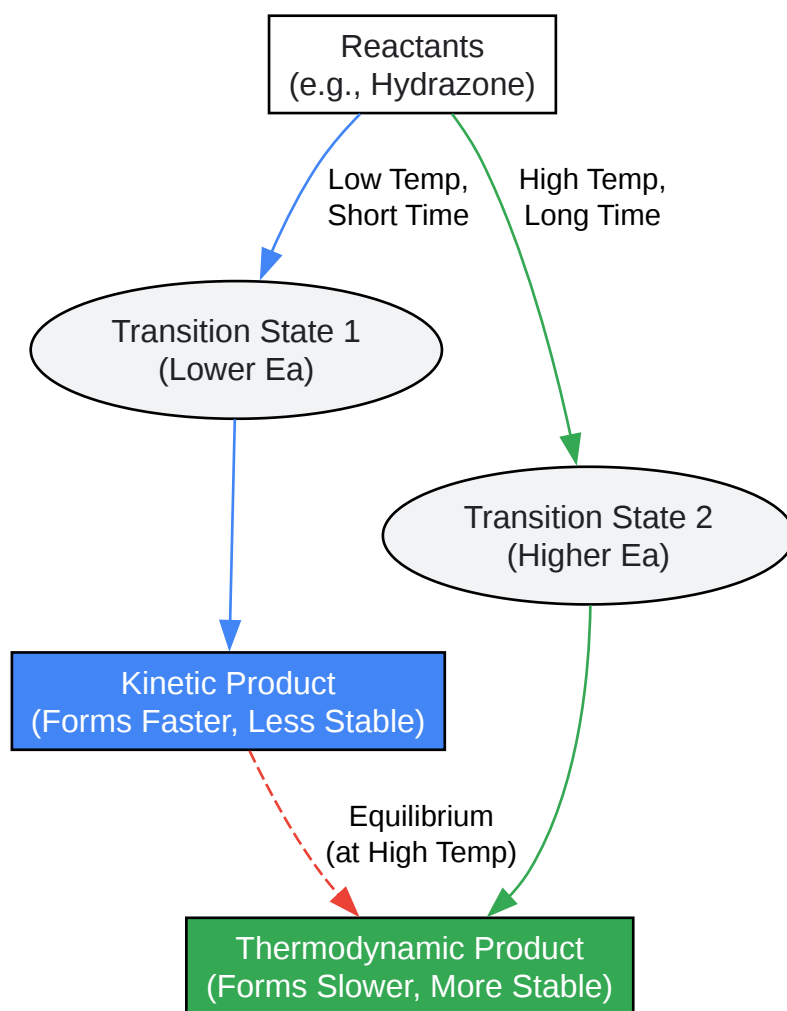 Reactants
(e.g., Hydrazone)
Low Temp,
Short Time
High Temp,
Long Time
Transition State 1
(Lower Ea)
Transition State 2
(Higher Ea)
Kinetic Product
(Forms Faster, Less Stable)
Equilibrium
(at High Temp)
Thermodynamic Product
(Forms Slower, More Stable)